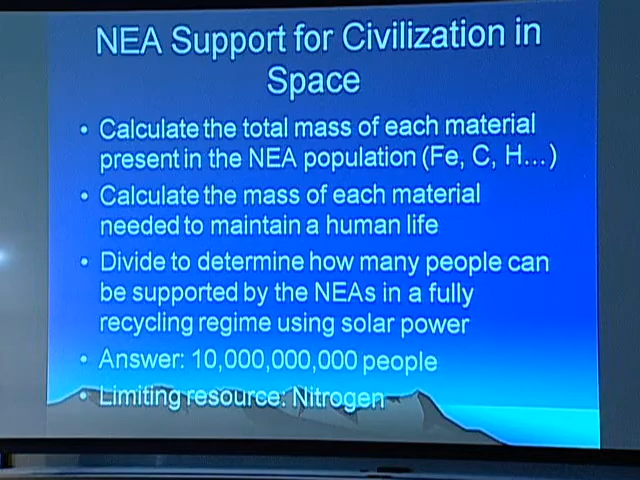 NEA Support for Civilization in
Space
• Calculate the total mass of each material
present in the NEA population (Fe, C, H...)
• Calculate the mass of each material
needed to maintain a human life
• Divide to determine how many people can
be supported by the NEAs in a fully
recycling regime using solar power
• Answer: 10,000,000,000 people
• Limiting resource: Nitrogen